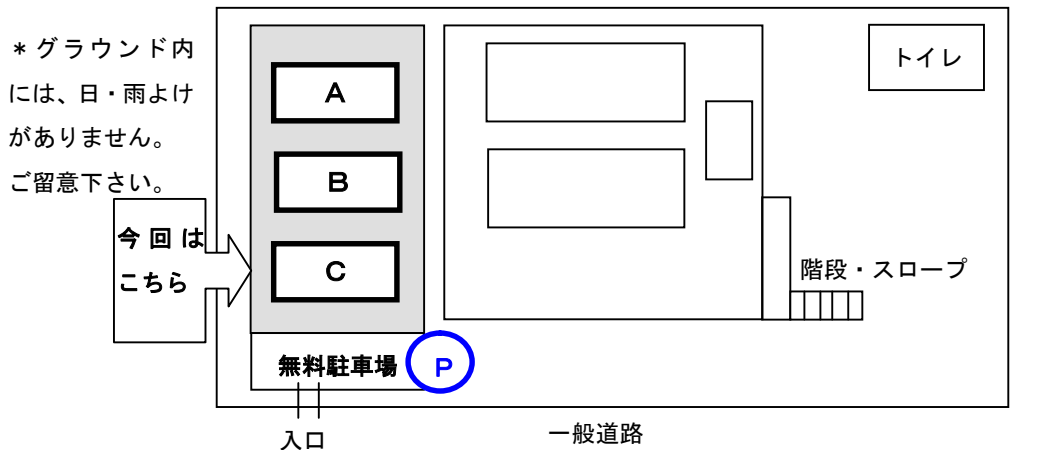 ＊グラウンド内
には、日・雨よけ
がありません。
ご留意下さい。
今回は
こちら
A
B
C
無料駐車場
P
入口
一般道路
トイレ
階段・スロープ